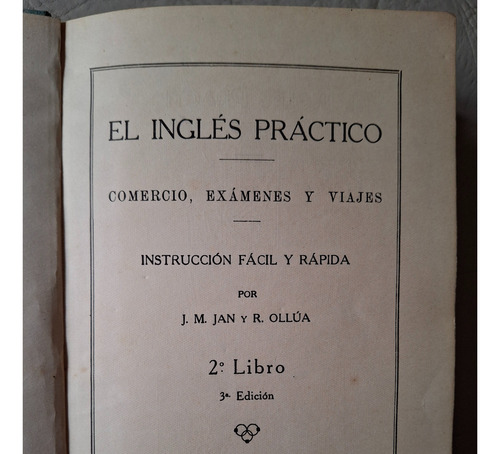 EL INGLÉS PRÁCTICO
COMERCIO, EXÁMENES Y VIAJES
INSTRUCCIÓN FÁCIL Y RÁPIDA
POR
J. M. JAN Y R. OLLÚA
2º Libro
3ª Edición